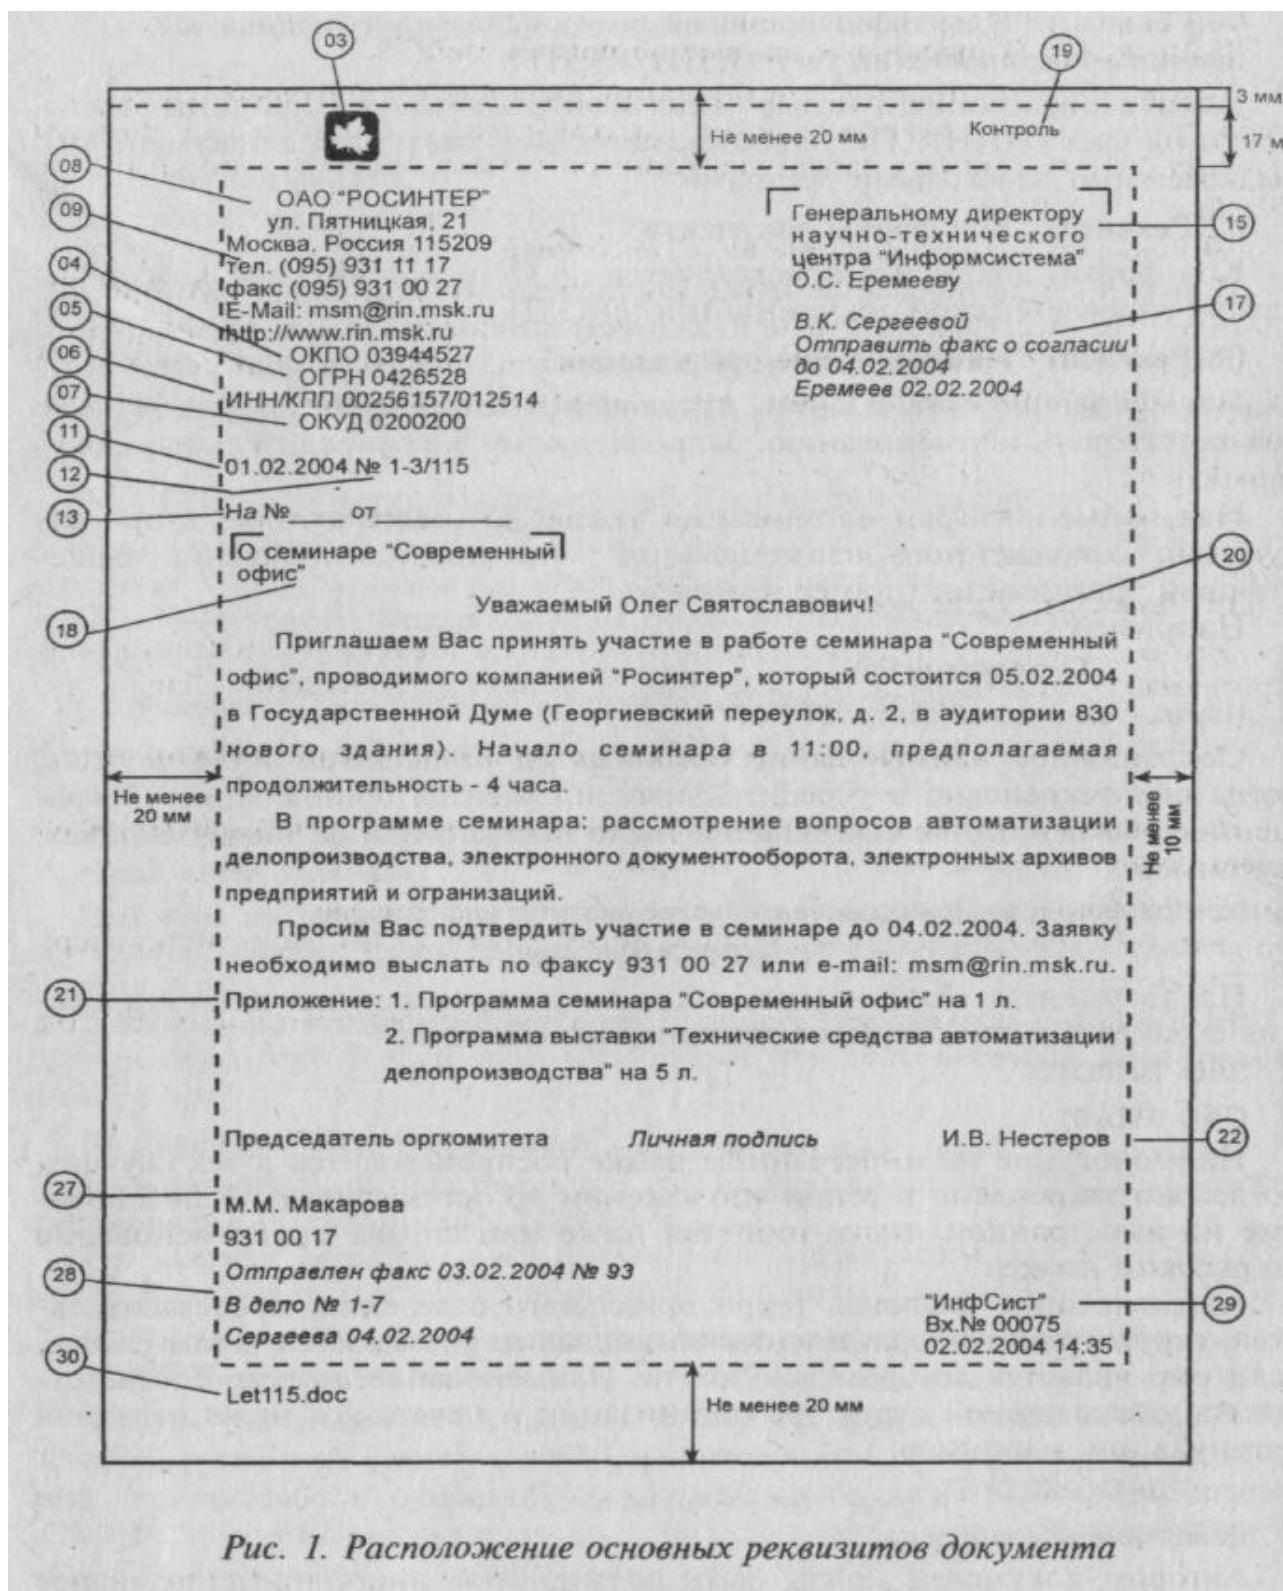 03
19
3 мм
Не менее 20 мм
Контроль
17 м
08
ОАО "РОСИНТЕР"
ул. Пятницкая, 21
09
Москва. Россия 115209
тел. (095) 931 11 17
04
факс (095) 931 00 27
05
E-Mail: msm@rin.msk.ru
http://www.rin.msk.ru
06
ОКПО 03944527
ОГРН 0426528
07
ИНН/КПП 00256157/012514
ОКУД 0200200
Генеральному директору
научно-технического
центра "Информсистема"
О.С. Еремееву
15
17
В.К. Сергеевой
Отправить факс о согласии
до 04.02.2004
Еремеев 02.02.2004
11
01.02.2004 № 1-3/115
12
13
На №____ от__________
О семинаре "Современный
офис"
18
20
Уважаемый Олег Святославович!
Приглашаем Вас принять участие в работе семинара "Современный
офис", проводимого компанией "Росинтер", который состоится 05.02.2004
в Государственной Думе (Георгиевский переулок, д. 2, в аудитории 830
нового здания). Начало семинара в 11:00, предполагаемая
продолжительность - 4 часа.
Не менее
20 мм
Не менее
10 мм
В программе семинара: рассмотрение вопросов автоматизации
делопроизводства, электронного документооборота, электронных архивов
предприятий и огранизаций.
Просим Вас подтвердить участие в семинаре до 04.02.2004. Заявку
необходимо выслать по факсу 931 00 27 или e-mail: msm@rin.msk.ru.
21
Приложение: 1. Программа семинара "Современный офис" на 1 л.
2. Программа выставки "Технические средства автоматизации
делопроизводства" на 5 л.
Председатель оргкомитета Личная подпись И.В. Нестеров
22
27
М.М. Макарова
931 00 17
28
Отправлен факс 03.02.2004 № 93
В дело № 1-7
Сергеева 04.02.2004
"ИнфСист"
Вх.№ 00075
02.02.2004 14:35
29
30
Let115.doc
Не менее 20 мм
Рис. 1. Расположение основных реквизитов документа